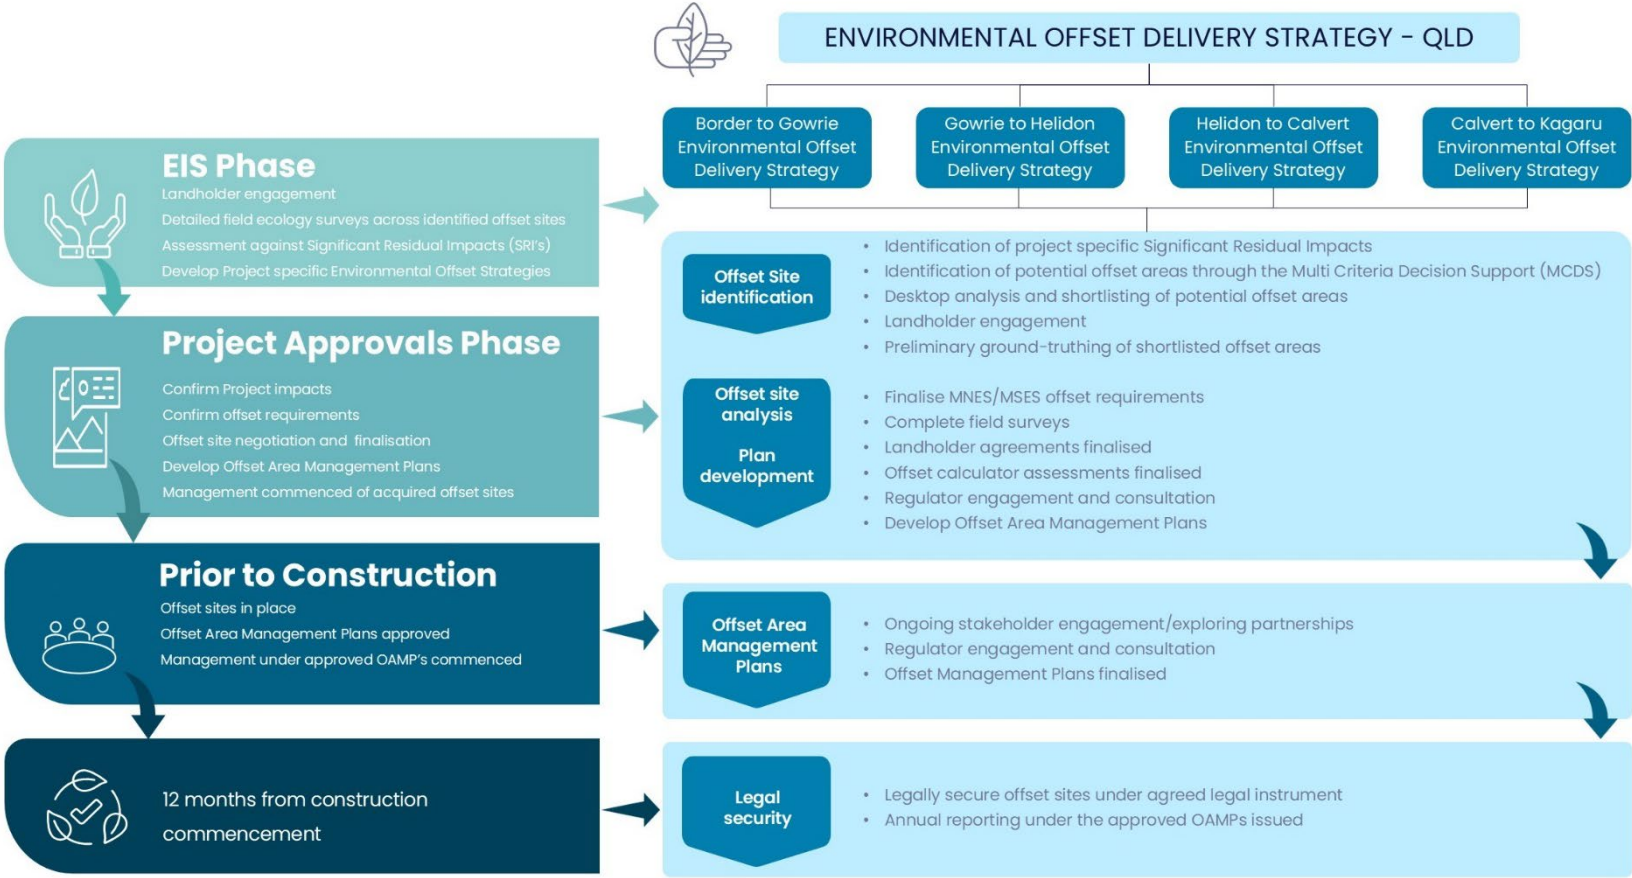 ENVIRONMENTAL OFFSET DELIVERY STRATEGY - QLD
Border to Gowrie
Environmental Offset
Delivery Strategy
Gowrie to Helidon
Environmental Offset
Delivery Strategy
Helidon to Calvert
Environmental Offset
Delivery Strategy
Calvert to Kagaru
Environmental Offset
Delivery Strategy
EIS Phase
Landholder engagement
Detailed field ecology surveys across identified offset sites
Assessment against Significant Residual Impacts (SRI's)
Develop Project specific Environmental Offset Strategies
Offset Site
identification
• Identification of project specific Significant Residual Impacts
• Identification of potential offset areas through the Multi Criteria Decision Support (MCDS)
• Desktop analysis and shortlisting of potential offset areas
• Landholder engagement
• Preliminary ground-truthing of shortlisted offset areas
Project Approvals Phase
Confirm Project impacts
Confirm offset requirements
Offset site negotiation and finalisation
Develop Offset Area Management Plans
Management commenced of acquired offset sites
Offset site
analysis
Plan
development
• Finalise MNES/MSES offset requirements
• Complete field surveys
• Landholder agreements finalised
• Offset calculator assessments finalised
• Regulator engagement and consultation
• Develop Offset Area Management Plans
Prior to Construction
Offset sites in place
Offset Area Management Plans approved
Management under approved OAMP's commenced
Offset Area
Management
Plans
• Ongoing stakeholder engagement/exploring partnerships
• Regulator engagement and consultation
• Offset Management Plans finalised
12 months from construction
commencement
Legal
security
• Legally secure offset sites under agreed legal instrument
• Annual reporting under the approved OAMPs issued